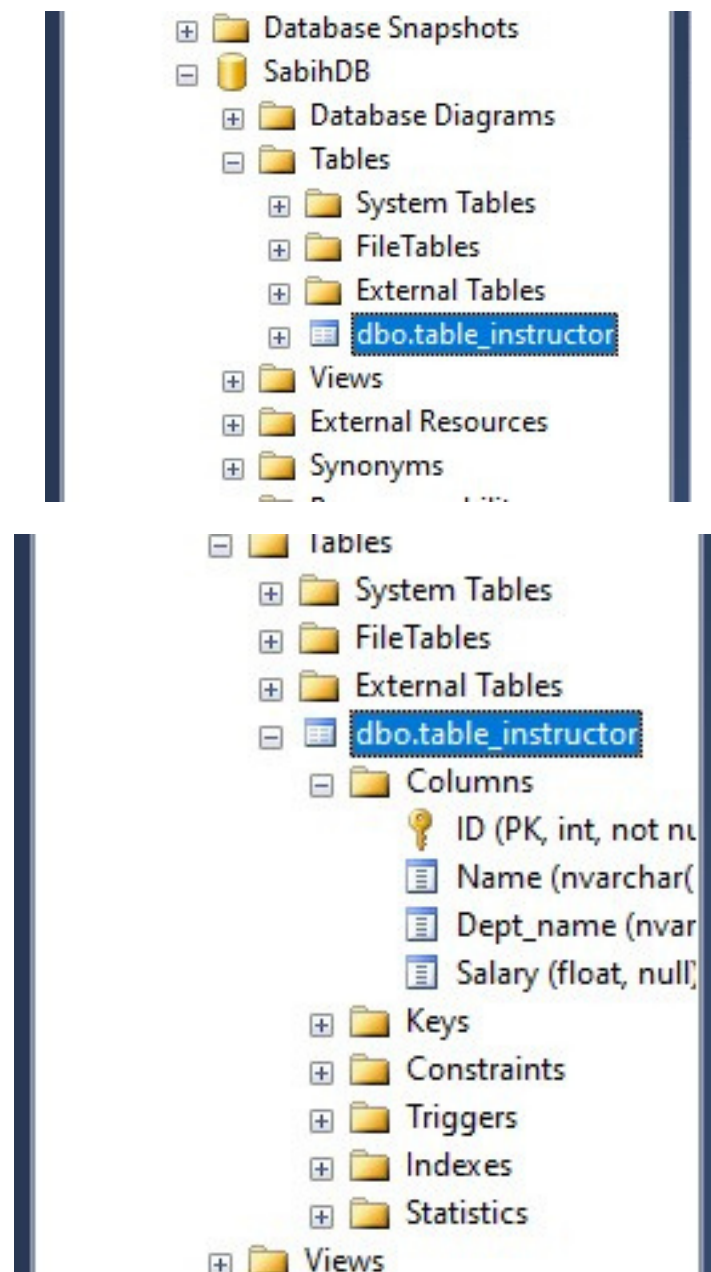 Database Snapshots
SabihDB
Database Diagrams
Tables
System Tables
FileTables
External Tables
dbo.table_instructor
Views
External Resources
Synonyms
Tables
System Tables
FileTables
External Tables
dbo.table_instructor
Columns
ID (PK, int, not nu
Name (nvarchar(
Dept_name (nvar
Salary (float, null)
Keys
Constraints
Triggers
Indexes
Statistics
Views